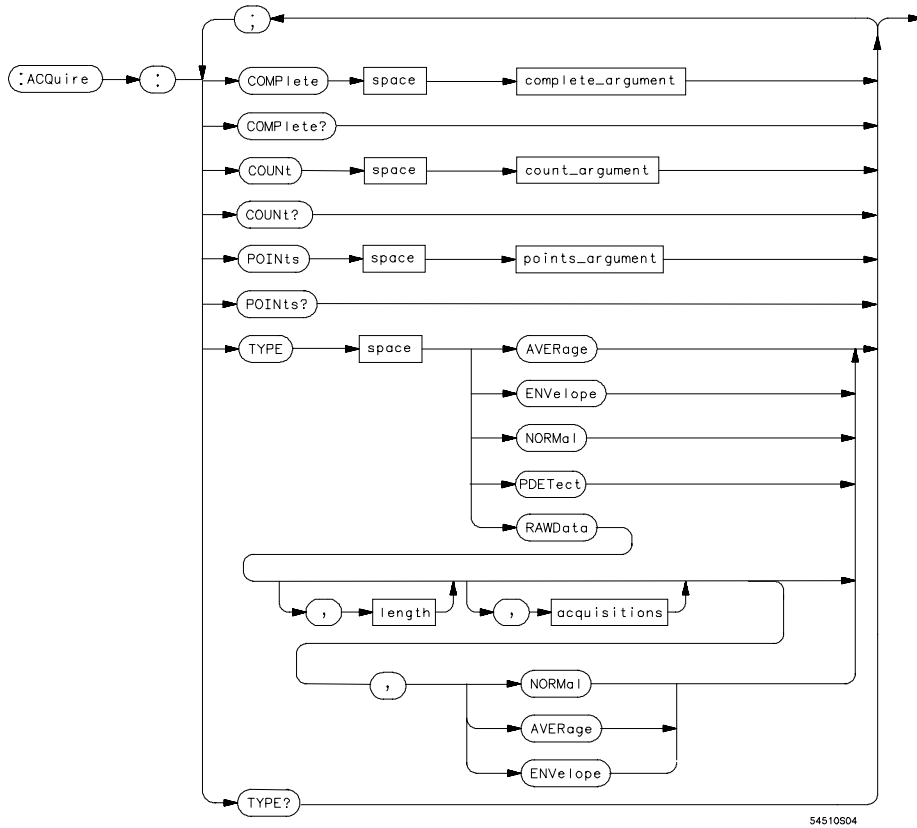 ;
:ACQuire : COMPlete space complete_argument
COMPlete?
COUNt space count_argument
COUNt?
POINts space points_argument
POINts?
TYPE space AVERage
ENVelope
NORMal
PDETect
RAWData
, length , acquisitions
, NORMal
AVERage
ENVelope
TYPE?
54510S04